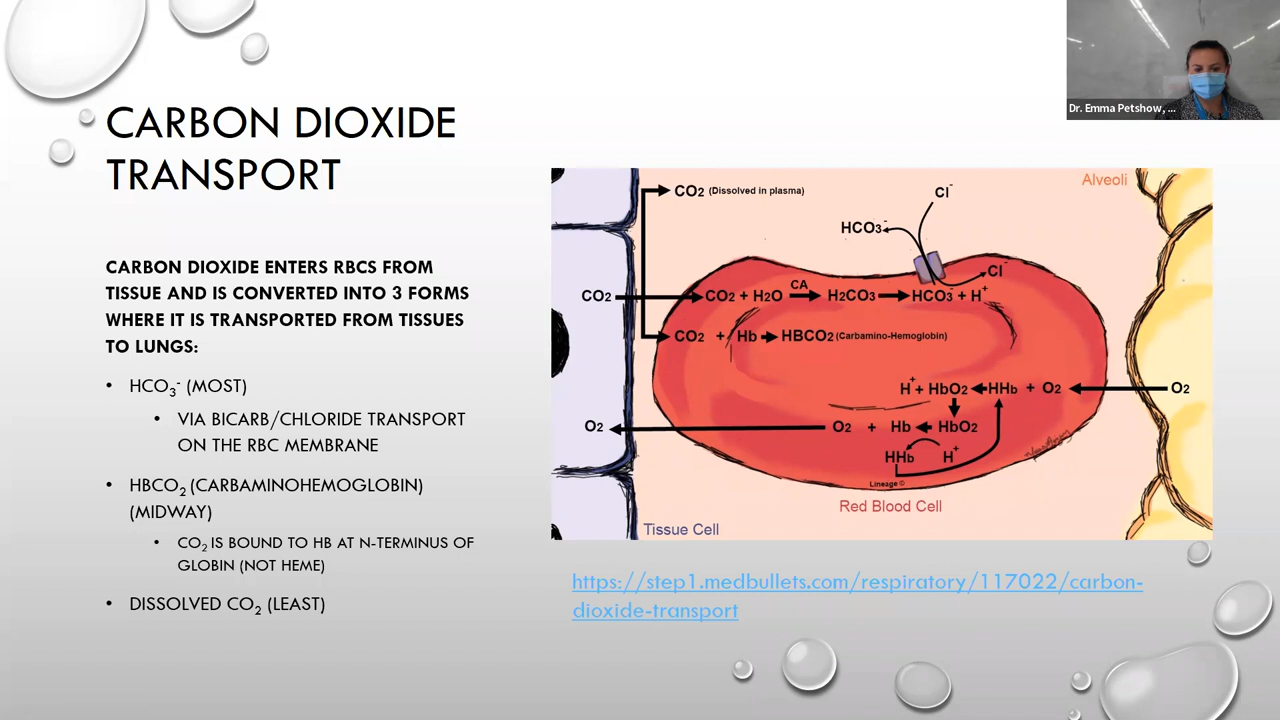 CARBON DIOXIDE
TRANSPORT
CARBON DIOXIDE ENTERS RBCS FROM
TISSUE AND IS CONVERTED INTO 3 FORMS
WHERE IT IS TRANSPORTED FROM TISSUES
TO LUNGS:
• HCO3- (MOST)
• VIA BICARB/CHLORIDE TRANSPORT
ON THE RBC MEMBRANE
• HBCO2 (CARBAMINOHEMOGLOBIN)
(MIDWAY)
• CO2 IS BOUND TO HB AT N-TERMINUS OF
GLOBIN (NOT HEME)
• DISSOLVED CO2 (LEAST)
Dr. Emma Petshow, ...
Alveoli
CO2 (Dissolved in plasma)
Cl-
HCO3-
Cl-
CO2
CO2 + H2O
CA
H2CO3
HCO3- + H+
CO2 + Hb
HBCO2 (Carbamino-Hemoglobin)
H+ + HbO2
HHb + O2
O2
O2
O2 + Hb
HbO2
HHb
H+
Lineage ©
Red Blood Cell
Tissue Cell
https://step1.medbullets.com/respiratory/117022/carbon-
dioxide-transport